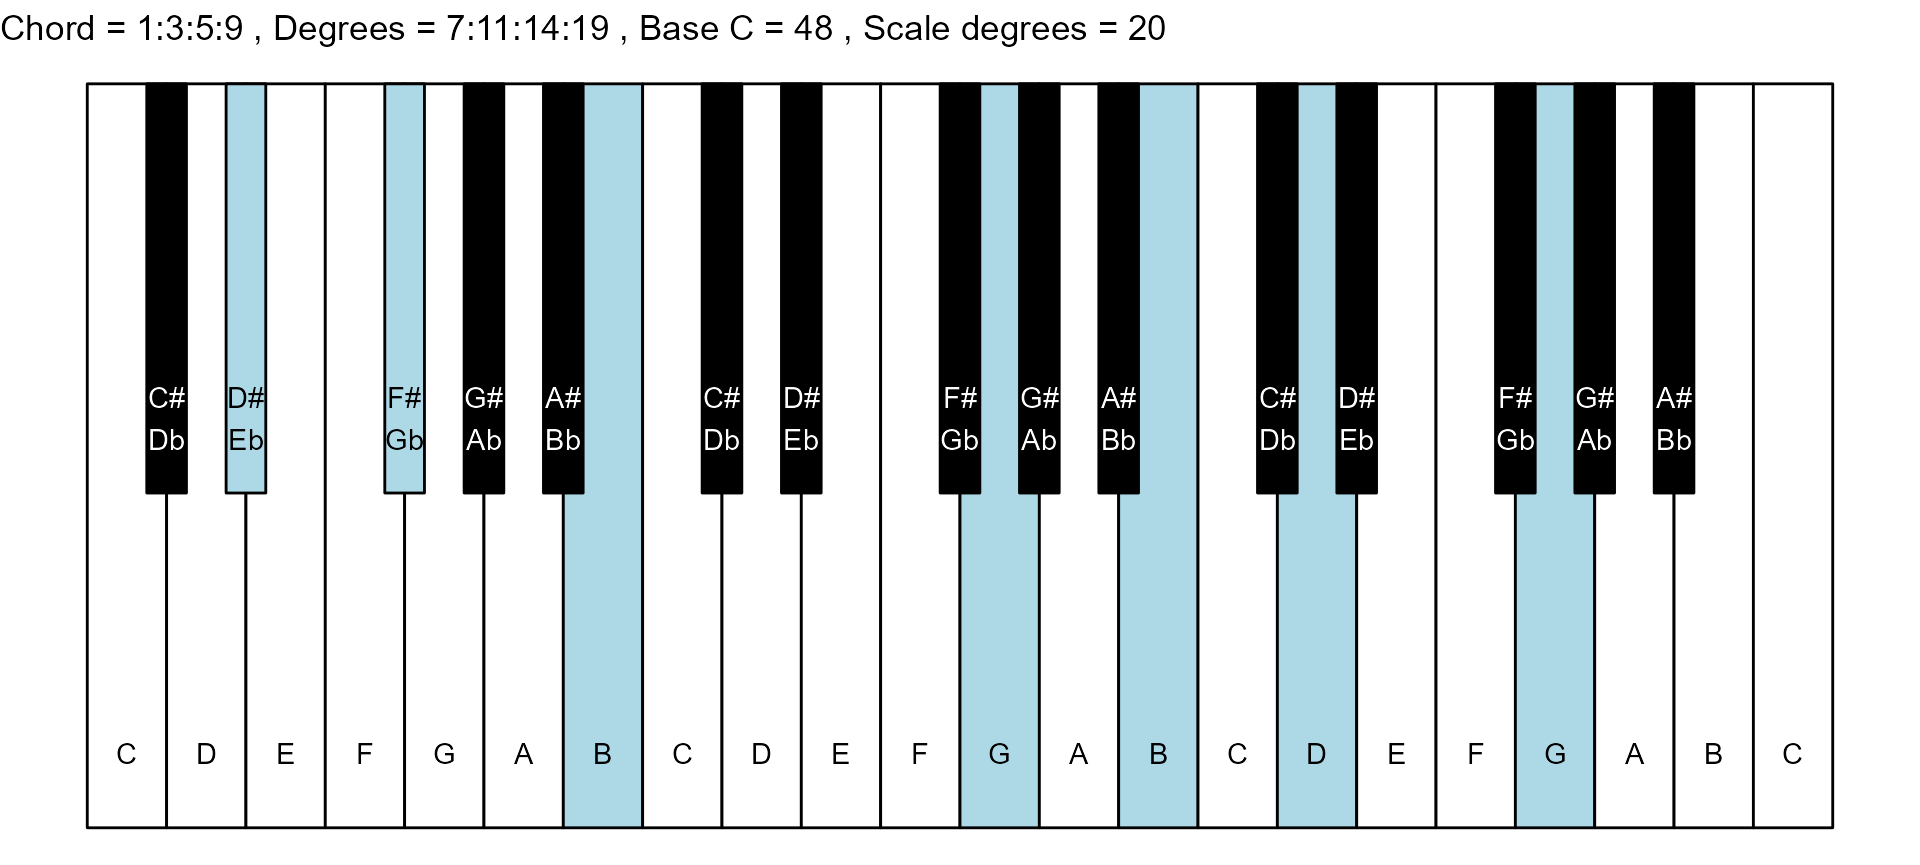 Chord = 1:3:5:9 , Degrees = 7:11:14:19 , Base C = 48 , Scale degrees = 20
C# D# F# G# A# C# D# F# G# A# C# D# F# G# A#
Db Eb Gb Ab Bb Db Eb Gb Ab Bb Db Eb Gb Ab Bb
C D E F G A B C D E F G A B C D E F G A B C